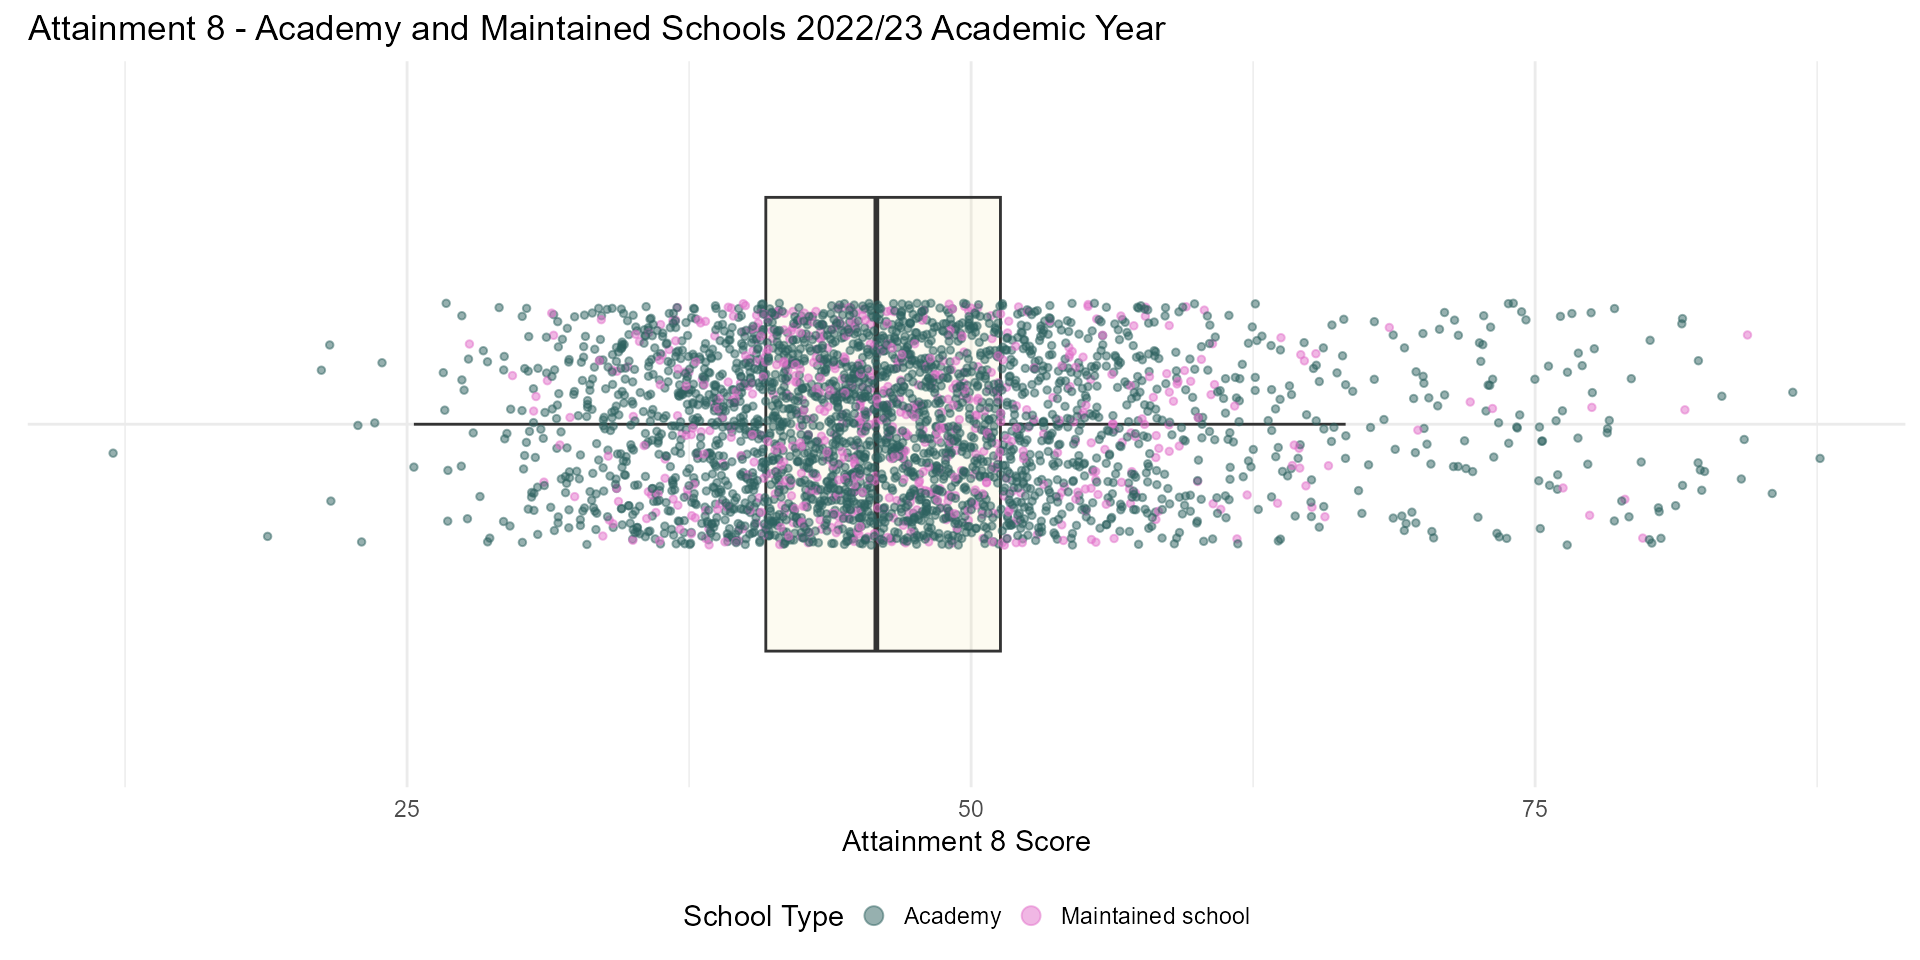 Attainment 8 - Academy and Maintained Schools 2022/23 Academic Year
25 50 75
Attainment 8 Score
School Type Academy Maintained school